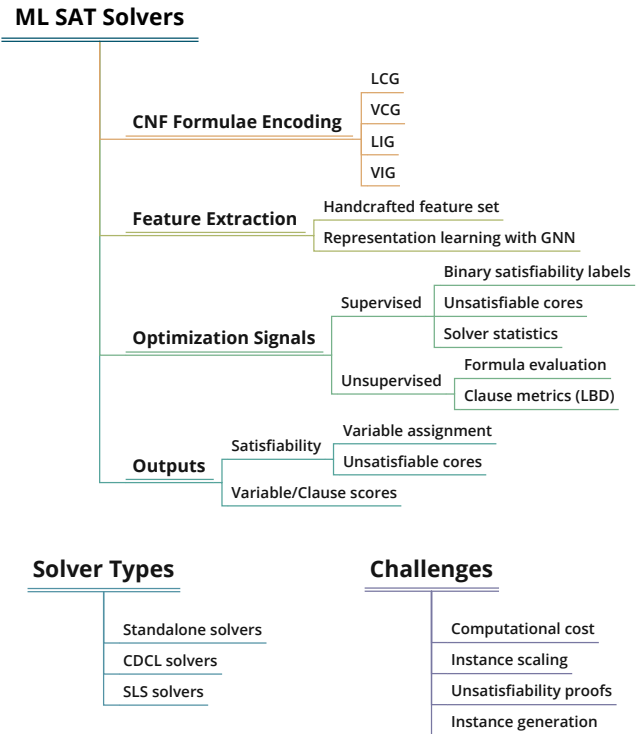 ML SAT Solvers
CNF Formulae Encoding
LCG
VCG
LIG
VIG
Feature Extraction
Handcrafted feature set
Representation learning with GNN
Optimization Signals
Supervised
Binary satisfiability labels
Unsatisfiable cores
Solver statistics
Unsupervised
Formula evaluation
Clause metrics (LBD)
Outputs
Satisfiability
Variable assignment
Unsatisfiable cores
Variable/Clause scores
Solver Types
Standalone solvers
CDCL solvers
SLS solvers
Challenges
Computational cost
Instance scaling
Unsatisfiability proofs
Instance generation